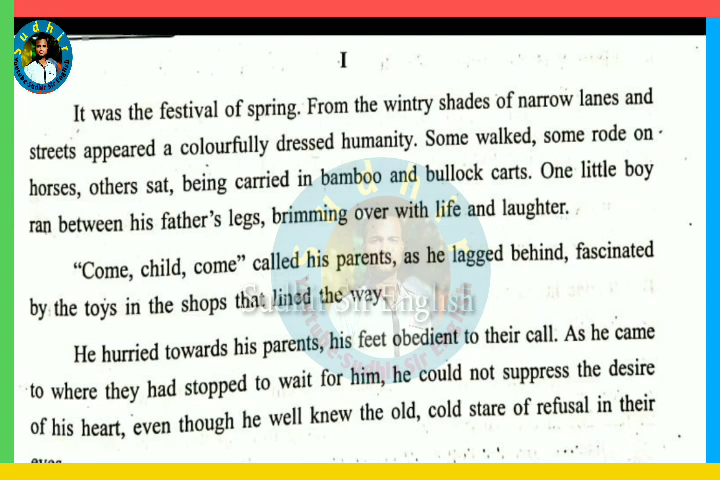 Sudhir
Youtube-Sudhir Sir English
I
It was the festival of spring. From the wintry shades of narrow lanes and
streets appeared a colourfully dressed humanity. Some walked, some rode on
horses, others sat, being carried in bamboo and bullock carts. One little boy
ran between his father's legs, brimming over with life and laughter.
"Come, child, come" called his parents, as he lagged behind, fascinated
by the toys in the shops that lined the way.
Sudhir Sir English
He hurried towards his parents, his feet obedient to their call. As he came
to where they had stopped to wait for him, he could not suppress the desire
of his heart, even though he well knew the old, cold stare of refusal in their
eyes